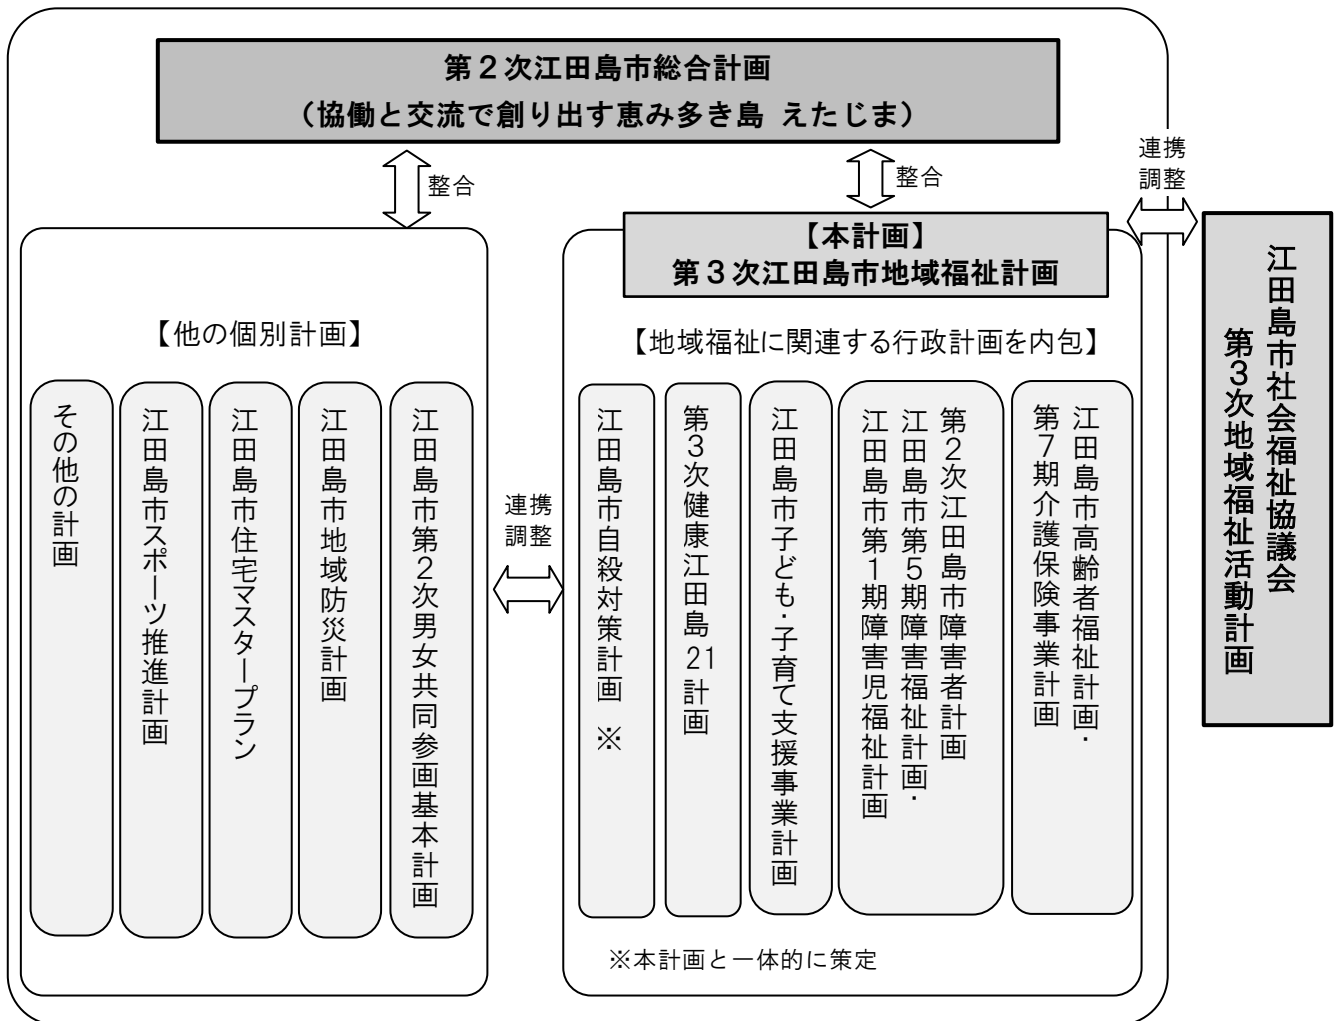 第２次江田島市総合計画
（協働と交流で創り出す恵み多き島 えたじま）
整合
整合
連携
調整
【本計画】
第３次江田島市地域福祉計画
江田島市社会福祉協議会
第３次地域福祉活動計画
【他の個別計画】
その他の計画
江田島市スポーツ推進計画
江田島市住宅マスタープラン
江田島市地域防災計画
江田島市第２次男女共同参画基本計画
連携
調整
【地域福祉に関連する行政計画を内包】
江田島市自殺対策計画 ※
第３次健康江田島21計画
江田島市子ども・子育て支援事業計画
第２次江田島市障害者計画
江田島市第５期障害福祉計画・
江田島市第１期障害児福祉計画
江田島市高齢者福祉計画・
第７期介護保険事業計画
※本計画と一体的に策定